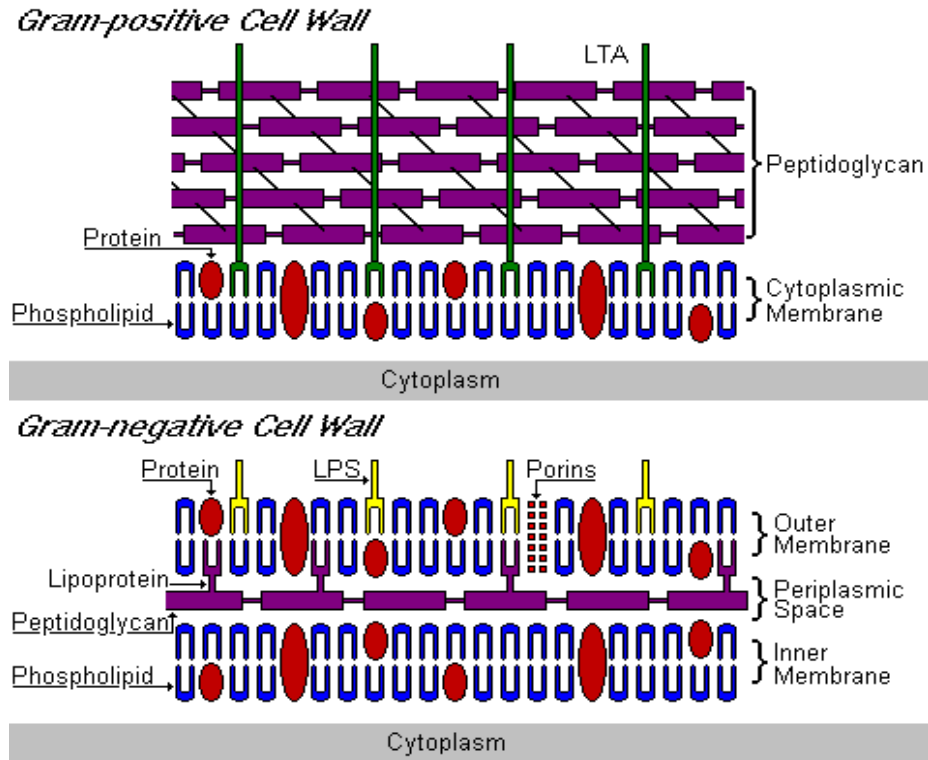 Gram-positive Cell Wall
LTA
Peptidoglycan
Protein
Cytoplasmic
Membrane
Phospholipid
Cytoplasm
Gram-negative Cell Wall
Protein
LPS
Porins
Outer
Membrane
Lipoprotein
Periplasmic
Space
Peptidoglycan
Inner
Membrane
Phospholipid
Cytoplasm